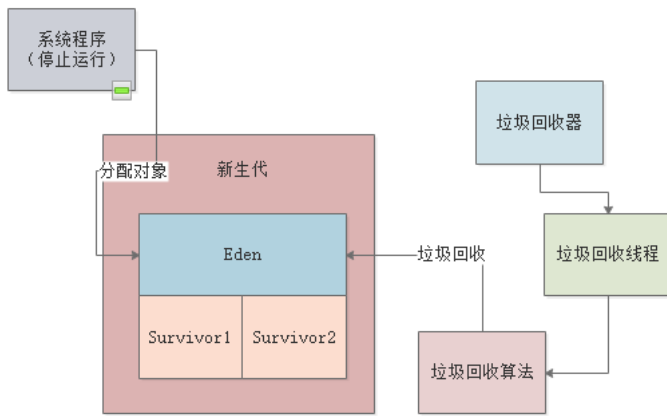 系统程序
（停止运行）
垃圾回收器
分配对象
新生代
Eden
垃圾回收
垃圾回收线程
Survivor1
Survivor2
垃圾回收算法